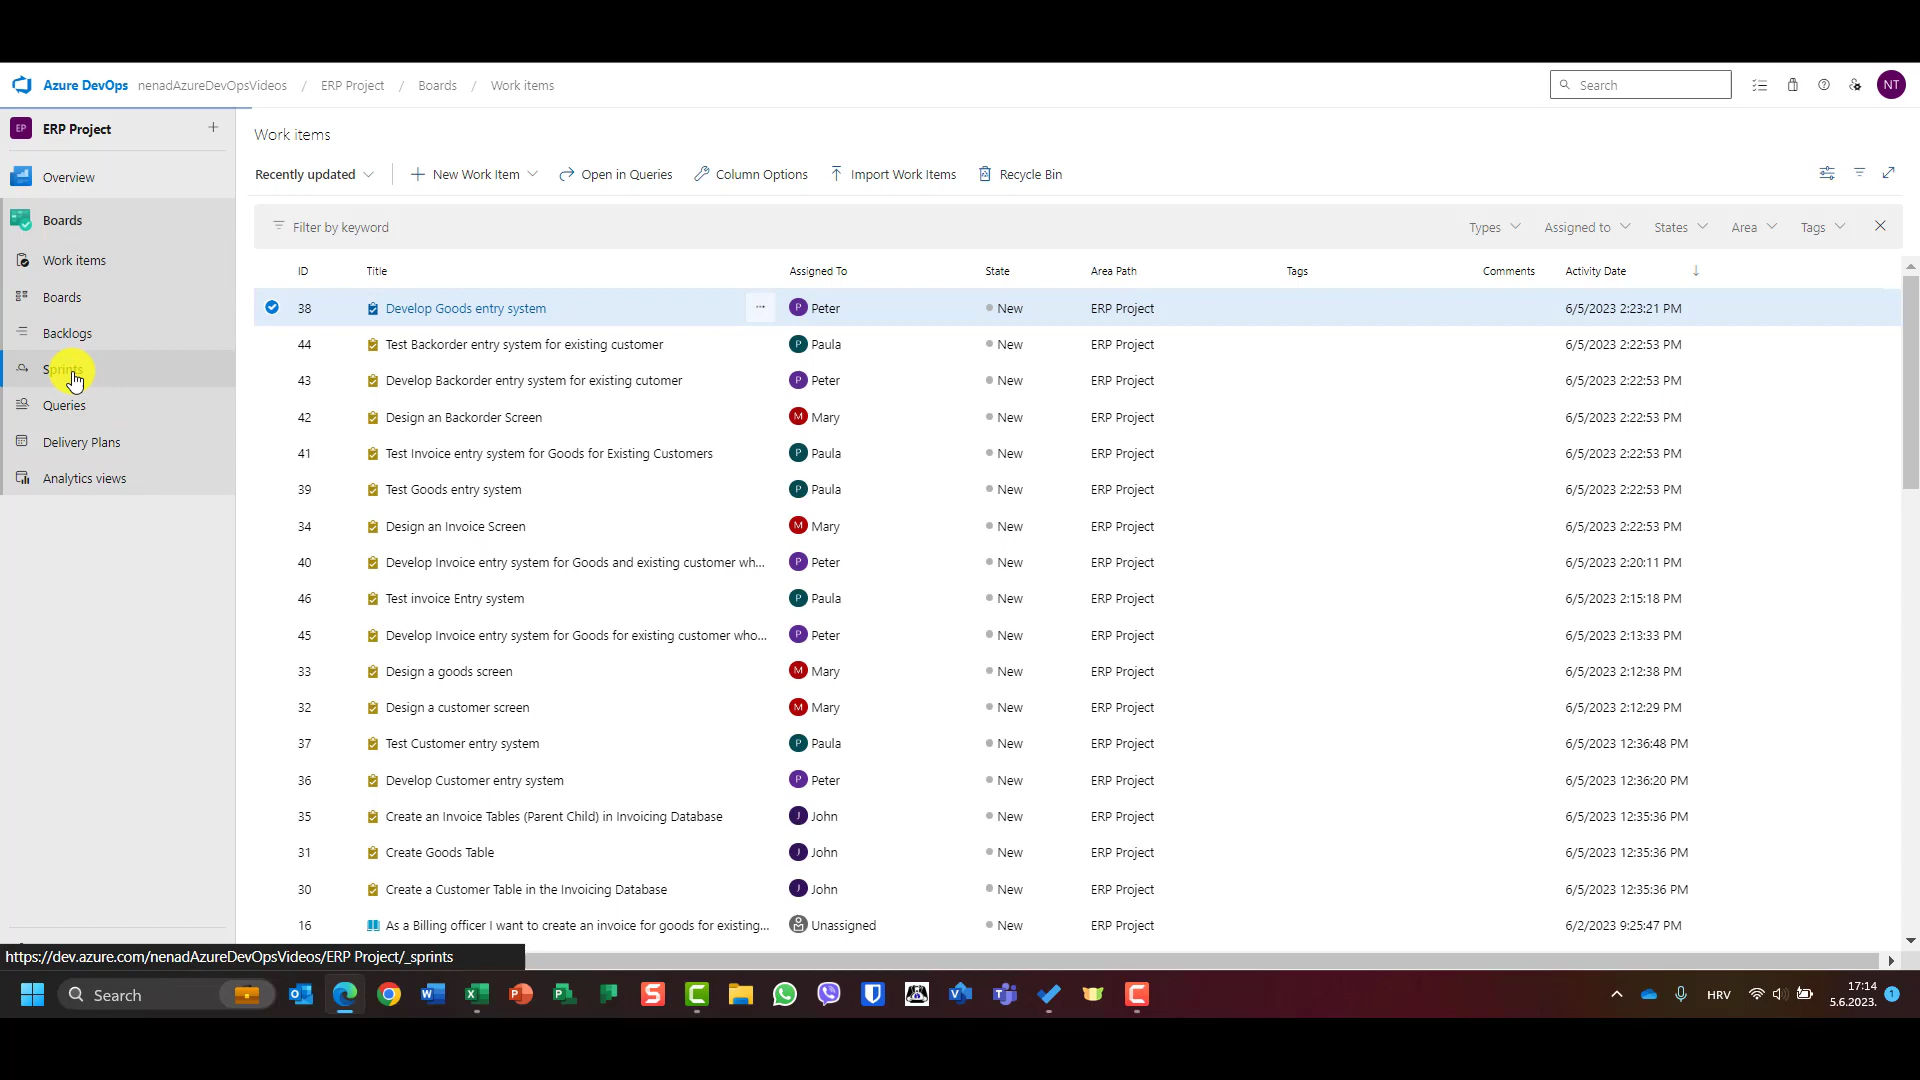 Azure DevOps nenadAzureDevOpsVideos / ERP Project / Boards / Work items Search NT
EP ERP Project +
Overview
Boards
Work items
Boards
Backlogs
Sprints
Queries
Delivery Plans
Analytics views
Work items
Recently updated New Work Item Open in Queries Column Options Import Work Items Recycle Bin
Filter by keyword Types Assigned to States Area Tags
ID Title Assigned To State Area Path Tags Comments Activity Date
38 Develop Goods entry system ... P Peter New ERP Project 6/5/2023 2:23:21 PM
44 Test Backorder entry system for existing customer P Paula New ERP Project 6/5/2023 2:22:53 PM
43 Develop Backorder entry system for existing cutomer P Peter New ERP Project 6/5/2023 2:22:53 PM
42 Design an Backorder Screen M Mary New ERP Project 6/5/2023 2:22:53 PM
41 Test Invoice entry system for Goods for Existing Customers P Paula New ERP Project 6/5/2023 2:22:53 PM
39 Test Goods entry system P Paula New ERP Project 6/5/2023 2:22:53 PM
34 Design an Invoice Screen M Mary New ERP Project 6/5/2023 2:22:53 PM
40 Develop Invoice entry system for Goods and existing customer wh... P Peter New ERP Project 6/5/2023 2:20:11 PM
46 Test invoice Entry system P Paula New ERP Project 6/5/2023 2:15:18 PM
45 Develop Invoice entry system for Goods for existing customer who... P Peter New ERP Project 6/5/2023 2:13:33 PM
33 Design a goods screen M Mary New ERP Project 6/5/2023 2:12:38 PM
32 Design a customer screen M Mary New ERP Project 6/5/2023 2:12:29 PM
37 Test Customer entry system P Paula New ERP Project 6/5/2023 12:36:48 PM
36 Develop Customer entry system P Peter New ERP Project 6/5/2023 12:36:20 PM
35 Create an Invoice Tables (Parent Child) in Invoicing Database J John New ERP Project 6/5/2023 12:35:36 PM
31 Create Goods Table J John New ERP Project 6/5/2023 12:35:36 PM
30 Create a Customer Table in the Invoicing Database J John New ERP Project 6/5/2023 12:35:36 PM
16 As a Billing officer I want to create an invoice for goods for existing... Unassigned New ERP Project 6/2/2023 9:25:47 PM
https://dev.azure.com/nenadAzureDevOpsVideos/ERP Project/_sprints
Search HRV 17:14
5.6.2023. 1